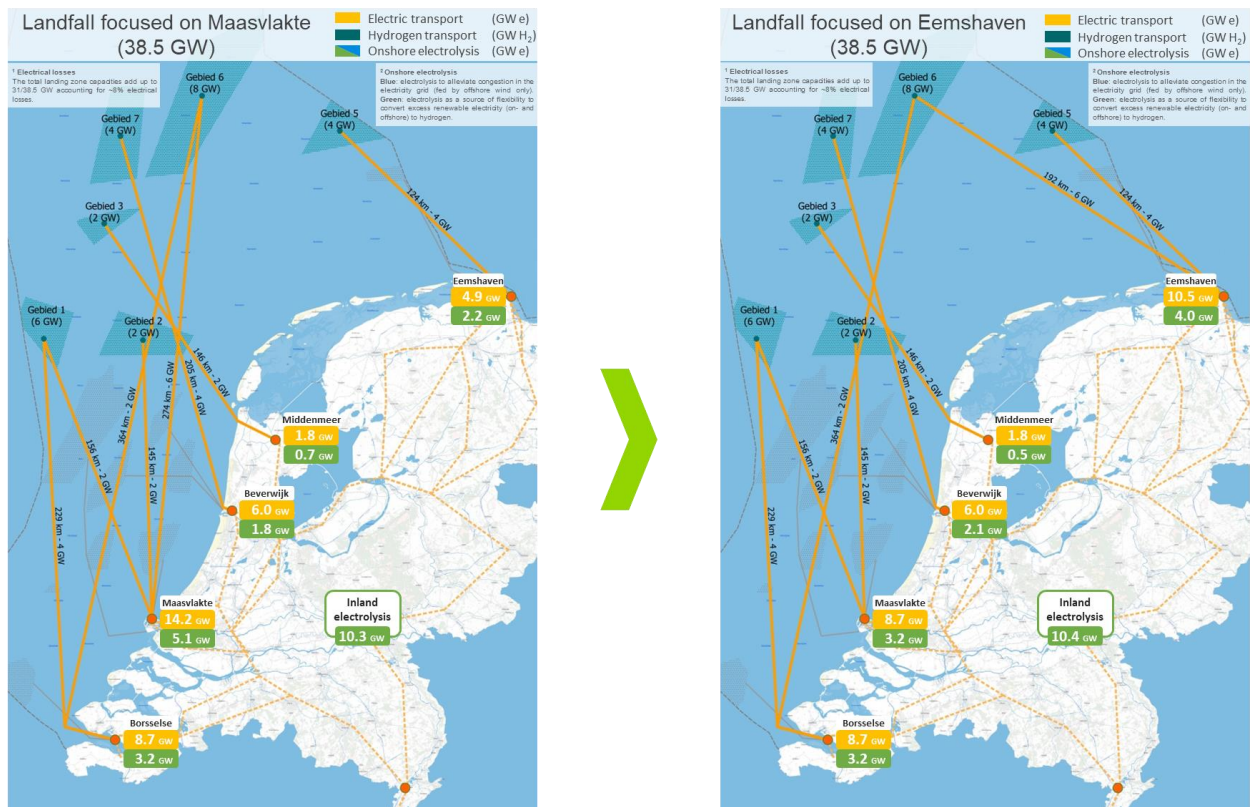 Landfall focused on Maasvlakte
(38.5 GW)
Electric transport (GW e)
Hydrogen transport (GW H₂)
Onshore electrolysis (GW e)
¹ Electrical losses
The total landing zone capacities add up to
31/38.5 GW accounting for ~8% electrical
losses.
² Onshore electrolysis
Blue: electrolysis to alleviate congestion in the
electricity grid (fed by offshore wind only).
Green: electrolysis as a source of flexibility to
convert excess renewable electricity (on- and
offshore) to hydrogen.
Gebied 6
(8 GW)
Gebied 7
(4 GW)
Gebied 5
(4 GW)
Gebied 3
(2 GW)
Gebied 1
(6 GW)
Gebied 2
(2 GW)
124 km - 4 GW
146 km - 2 GW
205 km - 4 GW
274 km - 6 GW
364 km - 2 GW
145 km - 2 GW
156 km - 2 GW
229 km - 4 GW
Eemshaven
4.9 GW
2.2 GW
Middenmeer
1.8 GW
0.7 GW
Beverwijk
6.0 GW
1.8 GW
Maasvlakte
14.2 GW
5.1 GW
Inland
electrolysis
10.3 GW
Borsselse
8.7 GW
3.2 GW
Landfall focused on Eemshaven
(38.5 GW)
Electric transport (GW e)
Hydrogen transport (GW H₂)
Onshore electrolysis (GW e)
¹ Electrical losses
The total landing zone capacities add up to
31/38.5 GW accounting for ~8% electrical
losses.
² Onshore electrolysis
Blue: electrolysis to alleviate congestion in the
electricity grid (fed by offshore wind only).
Green: electrolysis as a source of flexibility to
convert excess renewable electricity (on- and
offshore) to hydrogen.
Gebied 6
(8 GW)
Gebied 7
(4 GW)
Gebied 5
(4 GW)
Gebied 3
(2 GW)
Gebied 1
(6 GW)
Gebied 2
(2 GW)
192 km - 6 GW
124 km - 4 GW
146 km - 2 GW
205 km - 4 GW
364 km - 2 GW
145 km - 2 GW
156 km - 2 GW
229 km - 4 GW
Eemshaven
10.5 GW
4.0 GW
Middenmeer
1.8 GW
0.5 GW
Beverwijk
6.0 GW
2.1 GW
Maasvlakte
8.7 GW
3.2 GW
Inland
electrolysis
10.4 GW
Borsselse
8.7 GW
3.2 GW